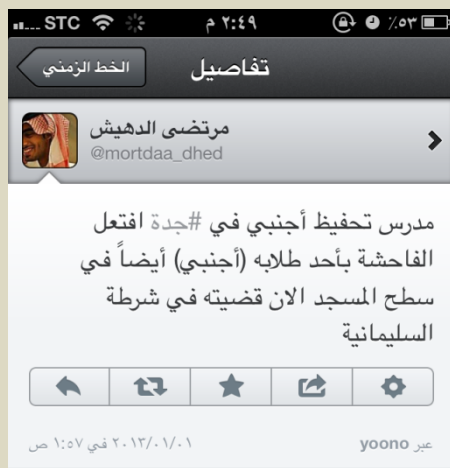 STC ٢:٤٩ م ٪٥٣
الخط الزمني تفاصيل
مرتضى الدهيش
@mortdaa_dhed
مدرس تحفيظ أجنبي في #جدة افتعل
الفاحشة بأحد طلابه (أجنبي) أيضاً في
سطح المسجد الان قضيته في شرطة
السليمانية
٢٠١٣/٠١/٠١ في ١:٥٧ ص عبر yoono